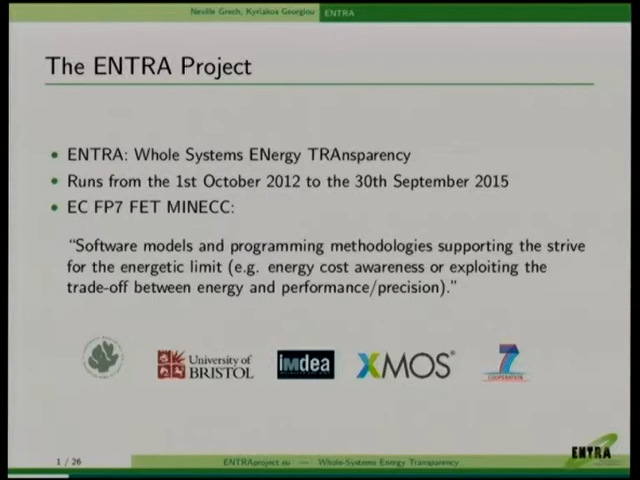 Neville Grech, Kyriakos Georgiou ENTRA
The ENTRA Project
• ENTRA: Whole Systems ENergy TRAnsparency
• Runs from the 1st October 2012 to the 30th September 2015
• EC FP7 FET MINECC:
“Software models and programming methodologies supporting the strive
for the energetic limit (e.g. energy cost awareness or exploiting the
trade-off between energy and performance/precision).”
University of
BRISTOL
imdea
XMOS®
7
COOPERATION
1 / 26
ENTRAproject.eu — Whole-Systems Energy Transparency
ENTRA